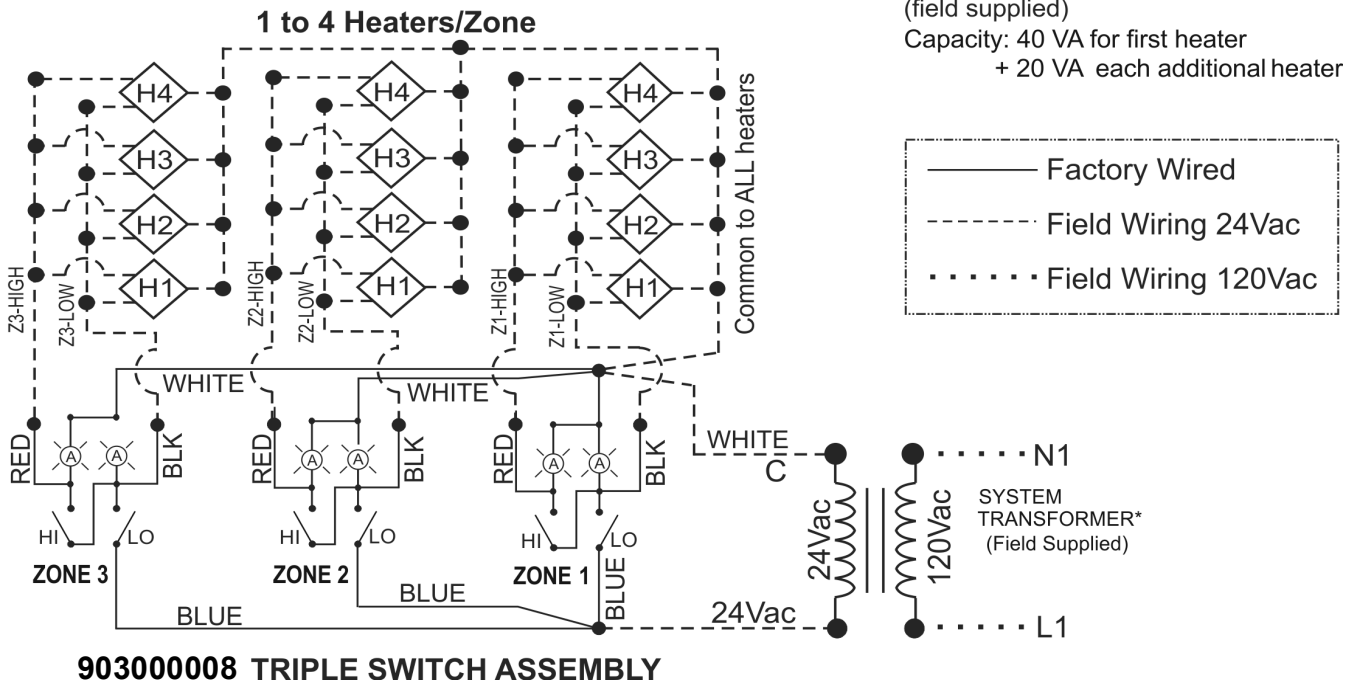 1 to 4 Heaters/Zone
(field supplied)
Capacity: 40 VA for first heater
+ 20 VA each additional heater
H4
H4
H4
H3
H3
H3
H2
H2
H2
H1
H1
H1
Z3-HIGH
Z3-LOW
Z2-HIGH
Z2-LOW
Z1-HIGH
Z1-LOW
Common to ALL heaters
Factory Wired
Field Wiring 24Vac
Field Wiring 120Vac
WHITE
WHITE
WHITE
C
RED
A
A
BLK
RED
A
A
BLK
RED
A
A
BLK
HI
LO
HI
LO
HI
LO
ZONE 3
ZONE 2
ZONE 1
BLUE
BLUE
BLUE
24Vac
24Vac
120Vac
N1
SYSTEM
TRANSFORMER*
(Field Supplied)
L1
903000008 TRIPLE SWITCH ASSEMBLY